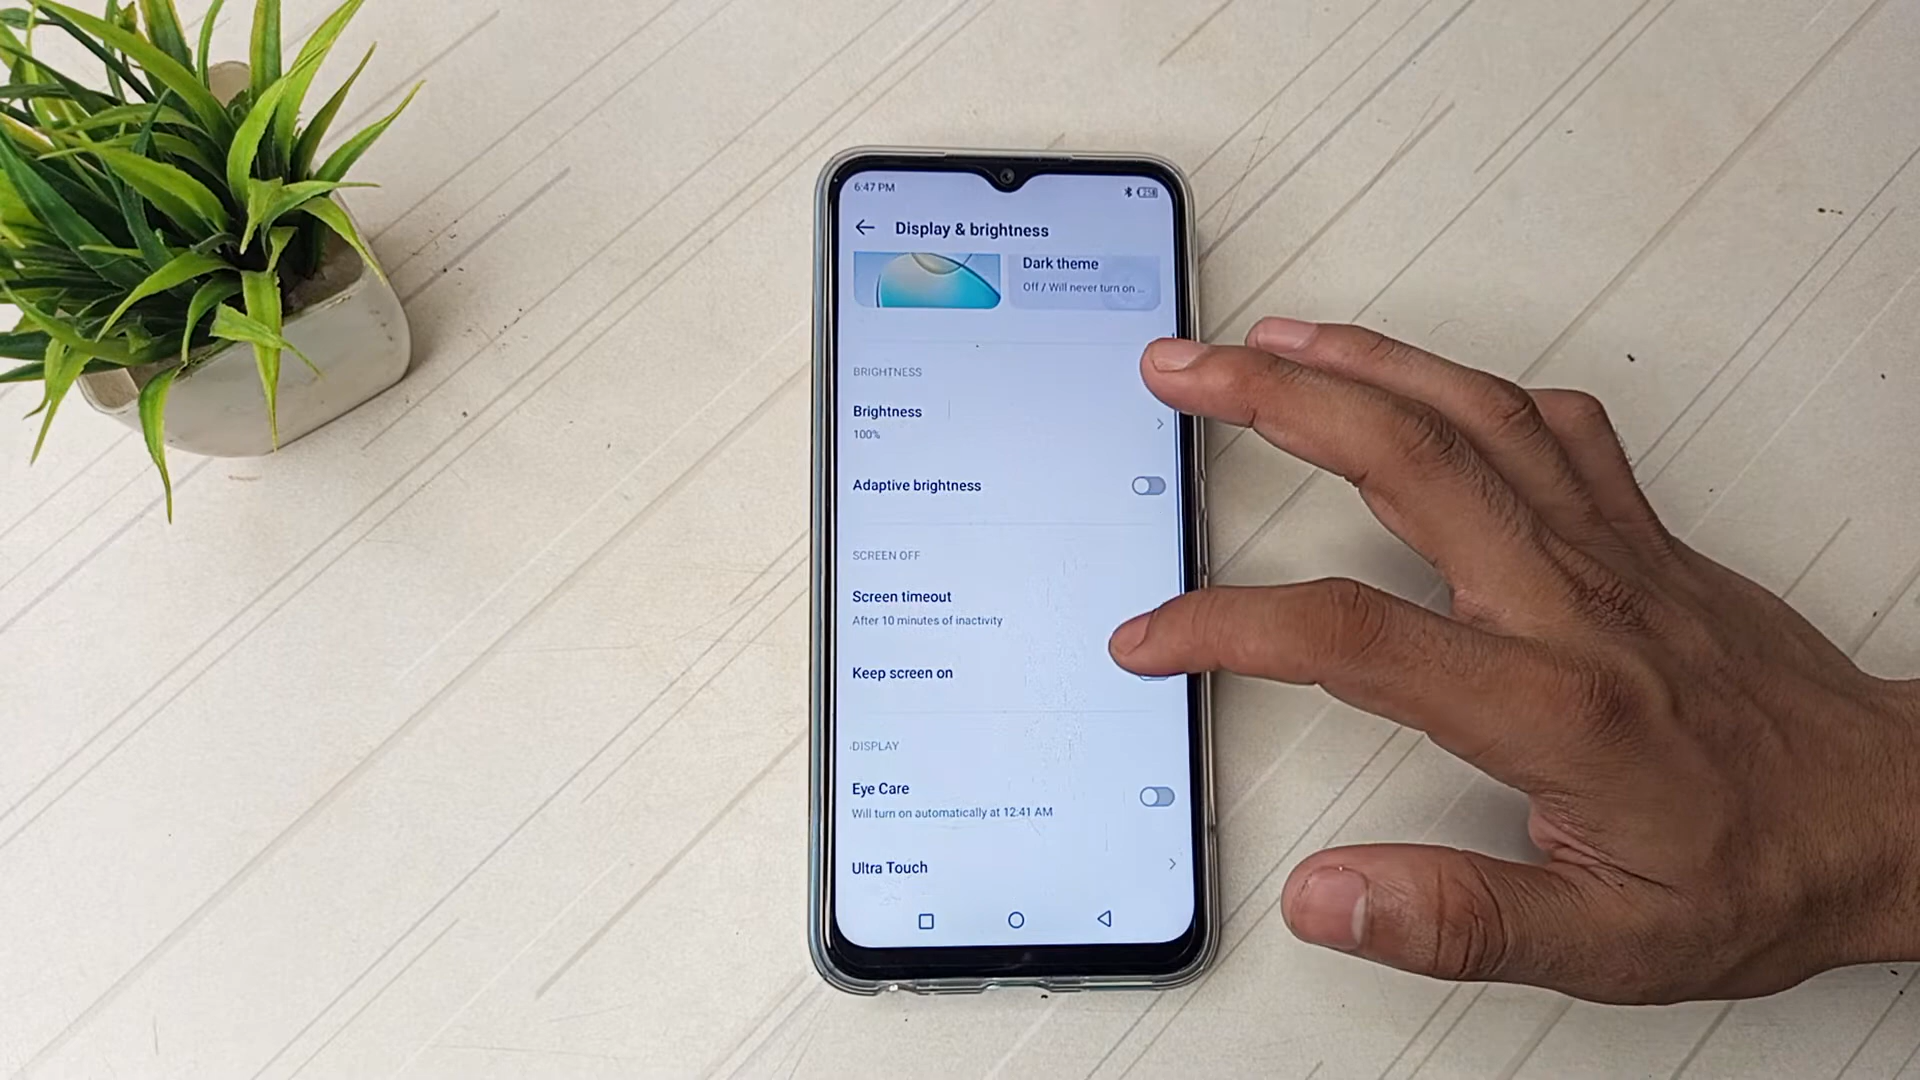 6:47 PM
Display & brightness
Dark theme
Off / Will never turn on ...
BRIGHTNESS
Brightness
100%
Adaptive brightness
SCREEN OFF
Screen timeout
After 10 minutes of inactivity
Keep screen on
DISPLAY
Eye Care
Will turn on automatically at 12:41 AM
Ultra Touch